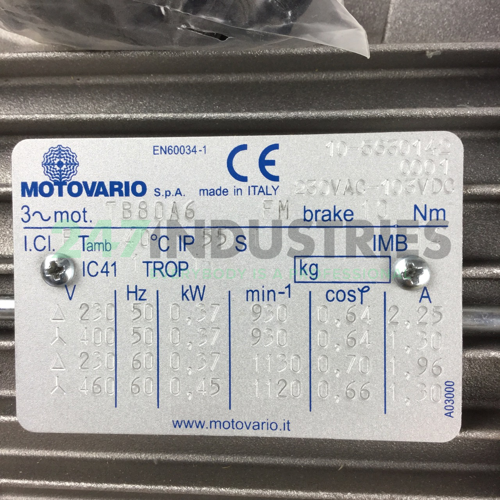 EN60034-1
CE
MOTOVARIO S.p.A. made in ITALY
230VAC-103VDC
3~mot. TB80A6 FM brake Nm
I.Cl. Tamb °C IP 55 S IMB
IC41 TROP kg
V Hz kW min-1 cosφ A
Δ 230 50 0,37 930 0,64 2,25
Y 400 50 0,37 930 0,64 1,30
Δ 230 60 0,37 1130 0,70 1,96
Y 460 60 0,45 1120 0,66 1,30
A03000
www.motovario.it
247INDUSTRIES